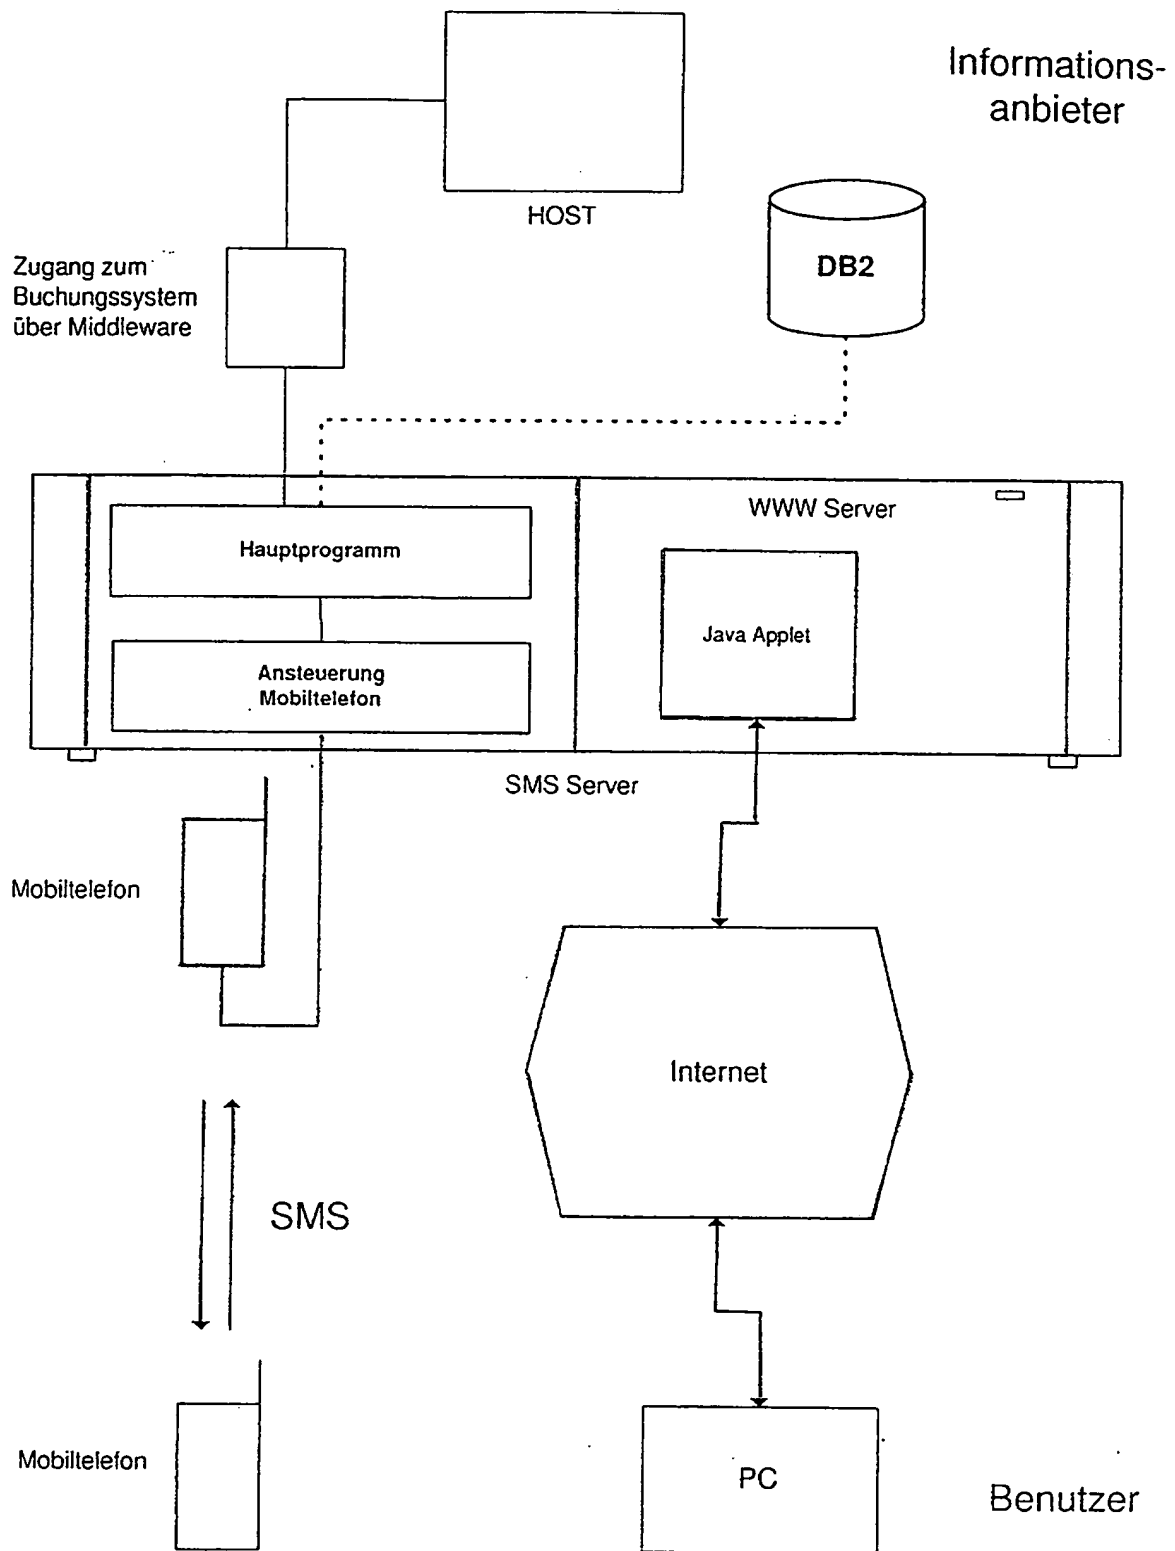 Informations-
anbieter
HOST
DB2
Zugang zum
Buchungssystem
über Middleware
WWW Server
Hauptprogramm
Java Applet
Ansteuerung
Mobiltelefon
SMS Server
Mobiltelefon
Internet
SMS
Mobiltelefon
PC
Benutzer